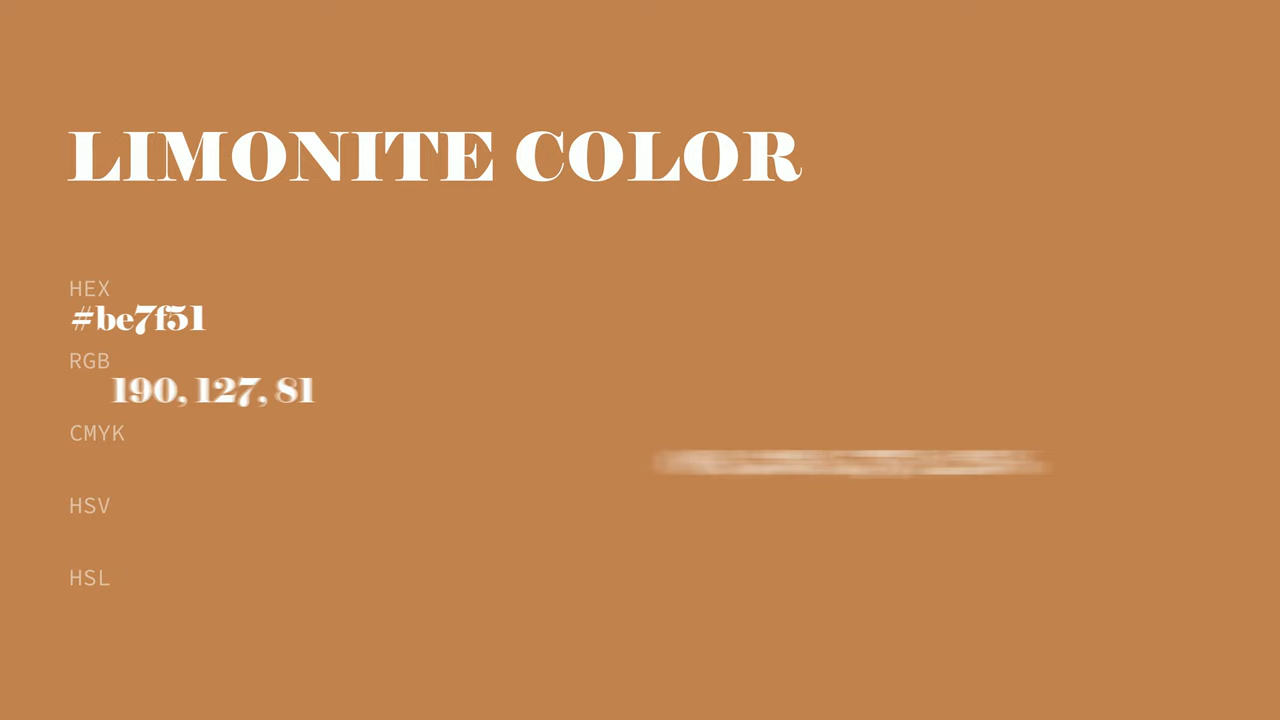 LIMONITE COLOR
HEX
#be7f51
RGB
190, 127, 81
CMYK
HSV
HSL